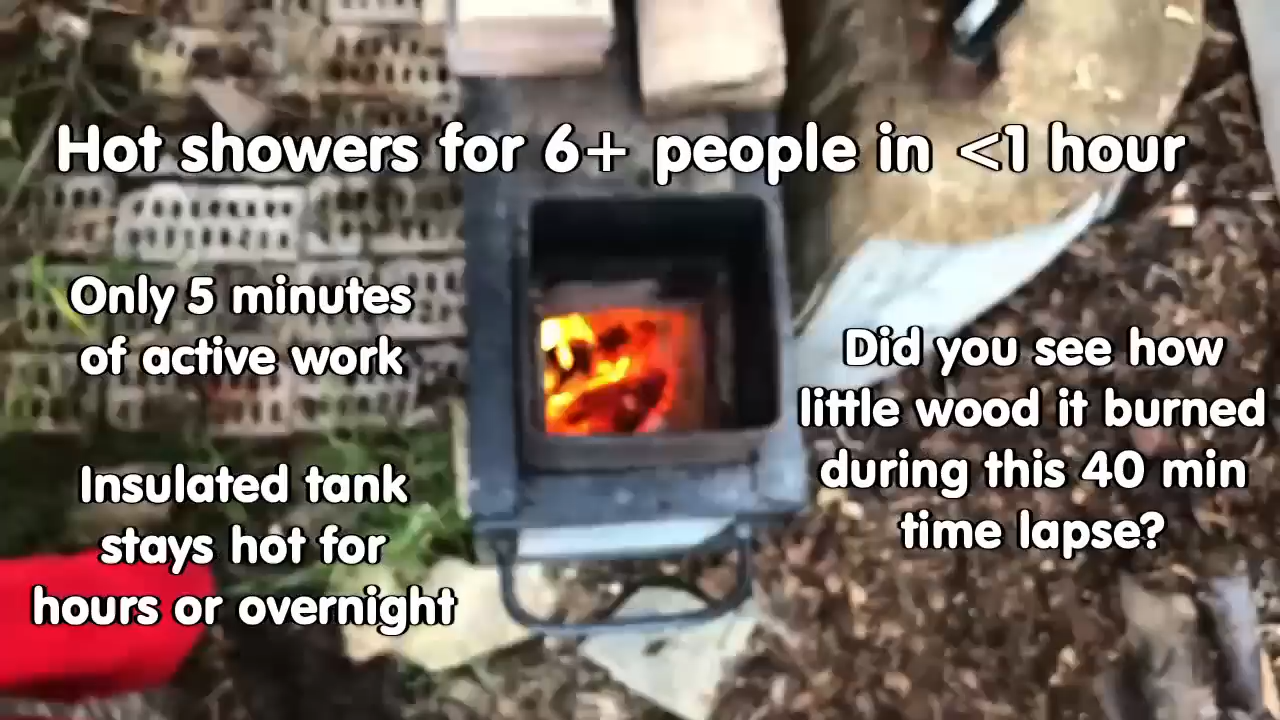 Hot showers for 6+ people in <1 hour
Only 5 minutes
of active work
Insulated tank
stays hot for
hours or overnight
Did you see how
little wood it burned
during this 40 min
time lapse?